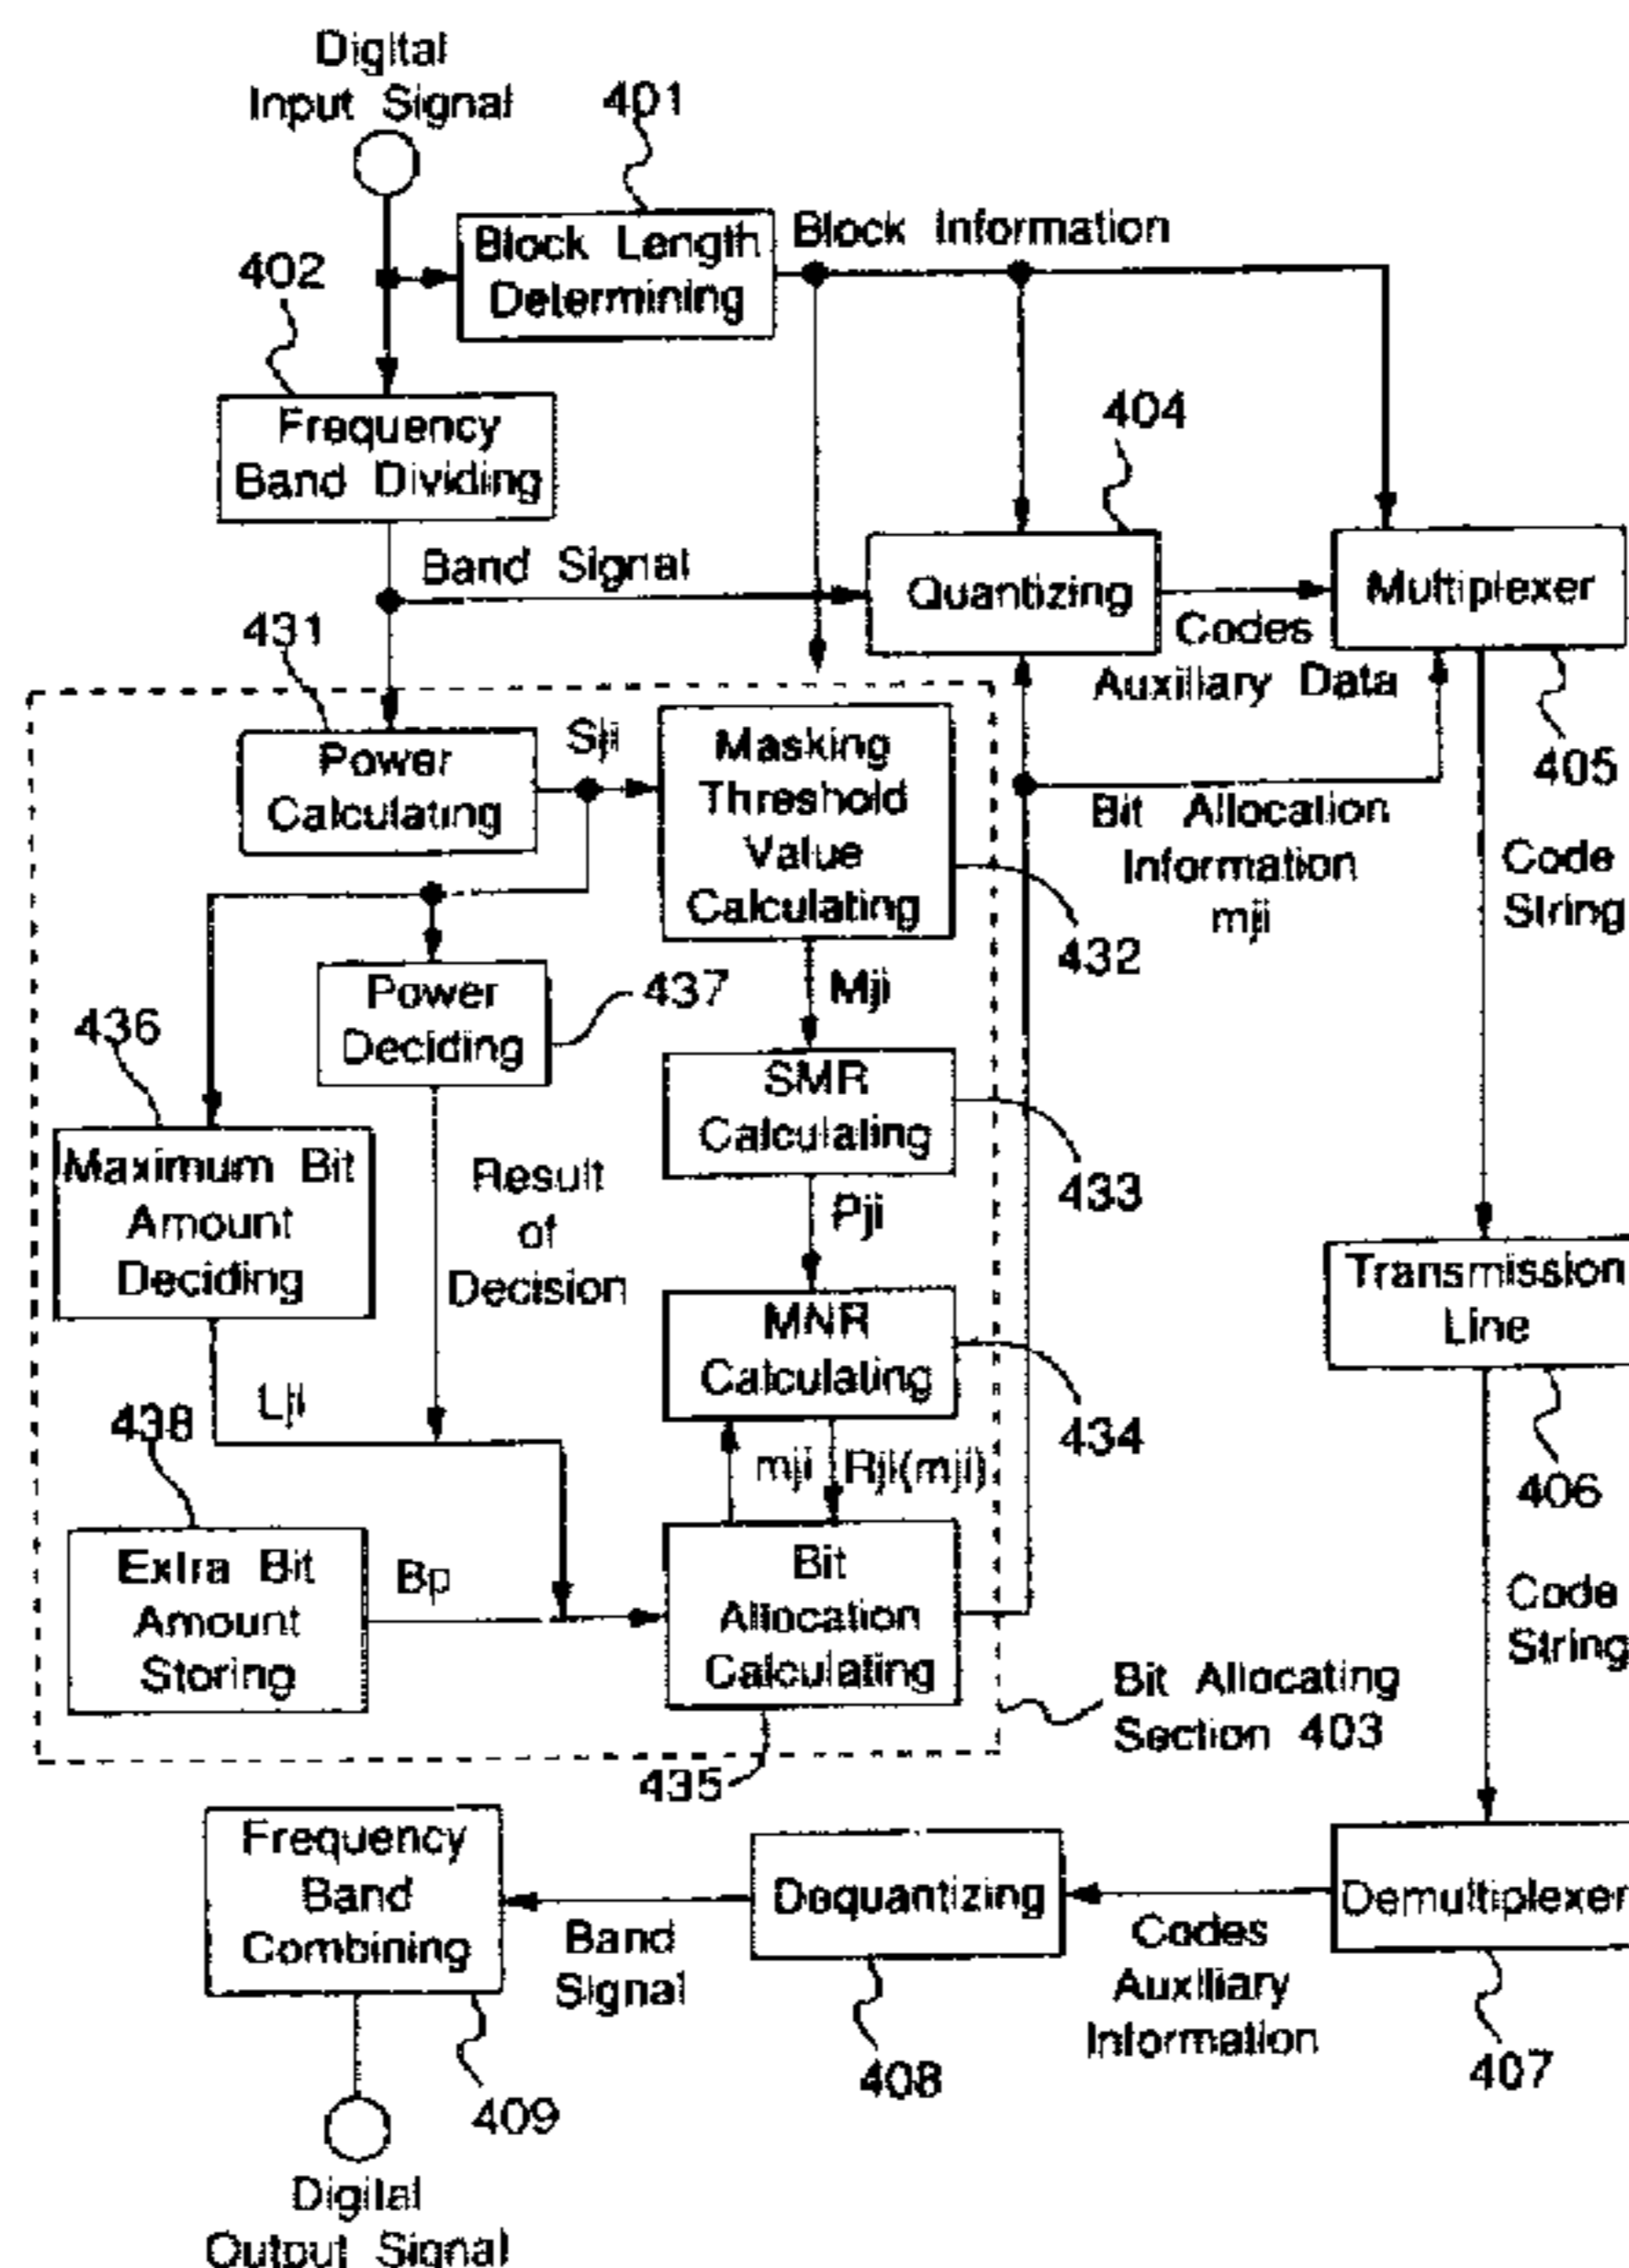 Digital
Input Signal
401
Block Length
Determining
Block Information
402
Frequency
Band Dividing
404
Band Signal
Quantizing
Multiplexer
Codes
Auxiliary Data
405
431
Power
Calculating
Sji
Masking
Threshold
Value
Calculating
432
Bit Allocation
Information
mji
Code
String
Power
Deciding
437
Mji
436
Maximum Bit
Amount
Deciding
Result
of
Decision
SMR
Calculating
433
Pji
Transmission
Line
406
MNR
Calculating
434
Lji
mji
Rji(mji)
438
Extra Bit
Amount
Storing
Bp
Bit
Allocation
Calculating
435
Code
String
Bit Allocating
Section 403
Frequency
Band
Combining
409
Band
Signal
Dequantizing
408
Codes
Auxiliary
Information
Demultiplexer
407
Digital
Output Signal